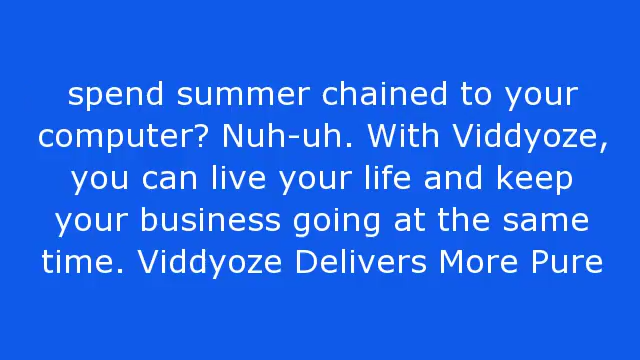 spend summer chained to your
computer? Nuh-uh. With Viddyoze,
you can live your life and keep
your business going at the same
time. Viddyoze Delivers More Pure